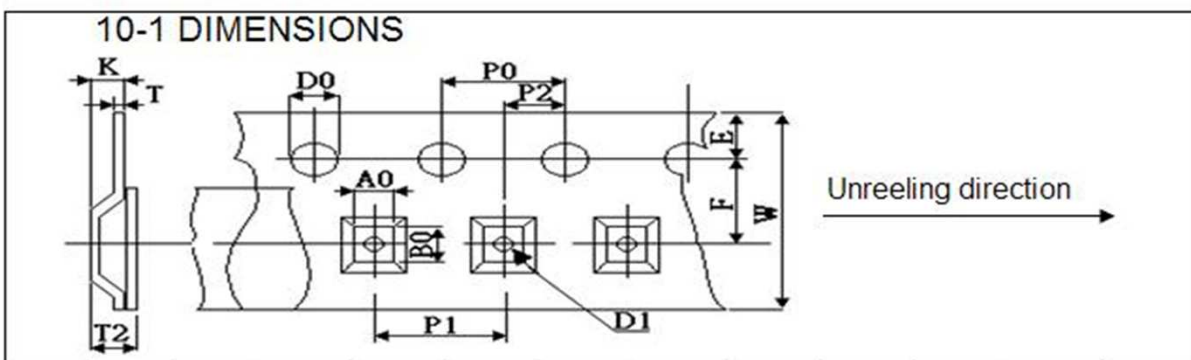 10-1 DIMENSIONS
K
D0
P0
T
P2
E
A0
Unreeling direction
F
W
B0
T2
P1
D1